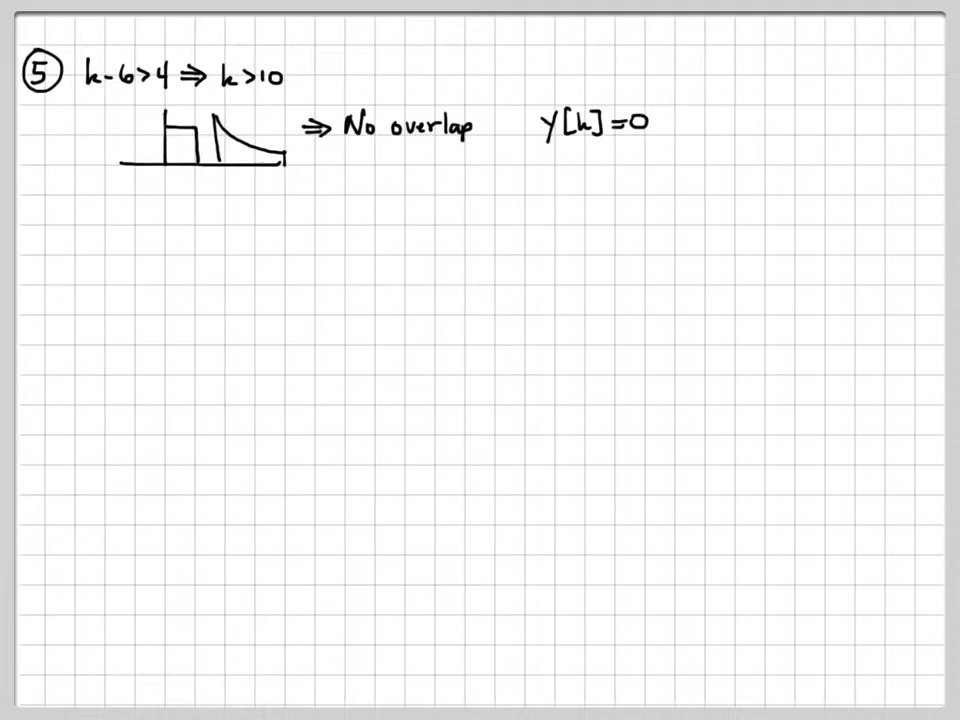 ⑤ k-6>4 ⇒ k>10
⇒ No overlap y[k]=0